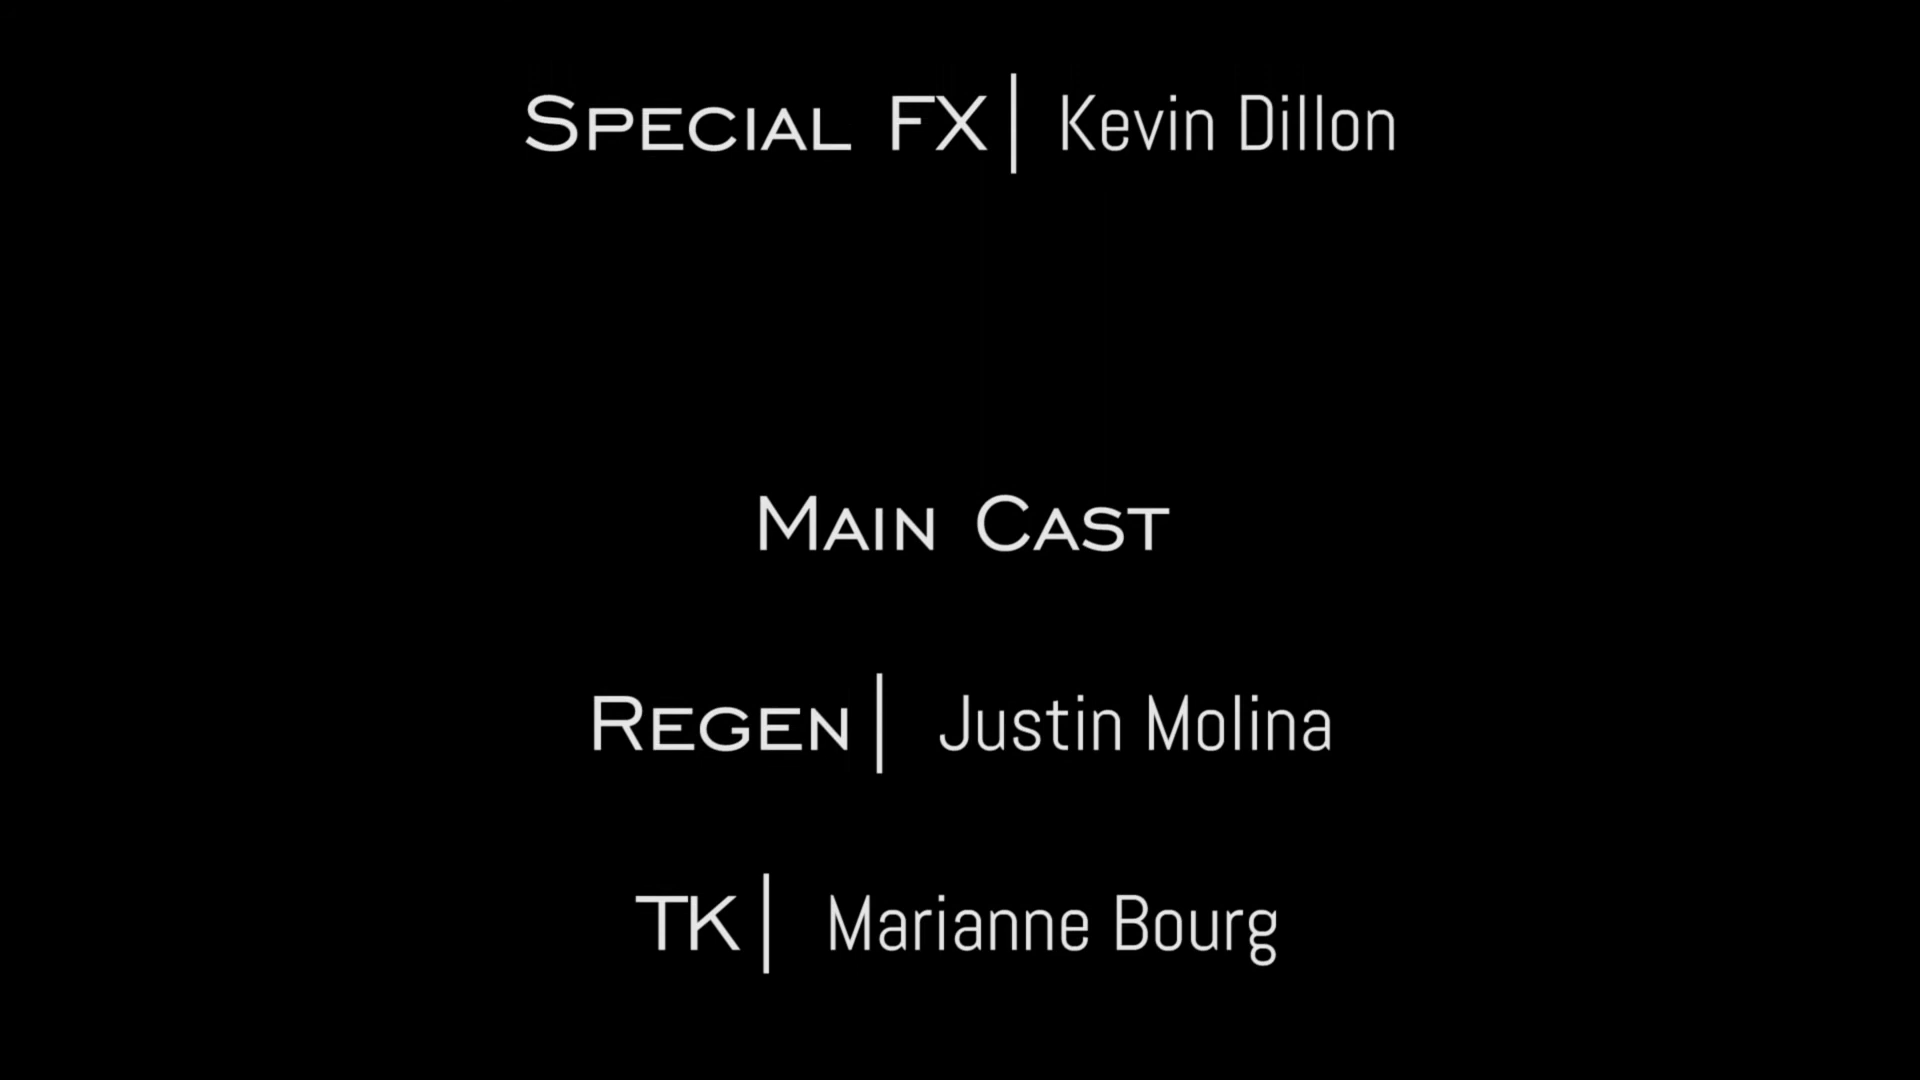 Special FX | Kevin Dillon
Main Cast
Regen | Justin Molina
TK | Marianne Bourg